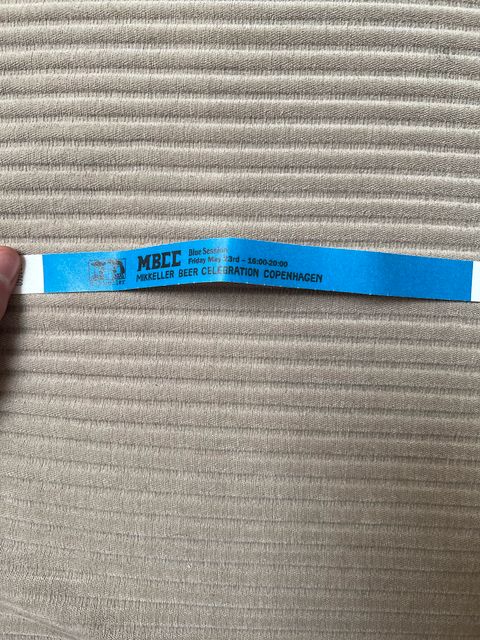 MBCC
Blue Session
Friday May 23rd – 16:00-20:00
MIKKELLER BEER CELEBRATION COPENHAGEN